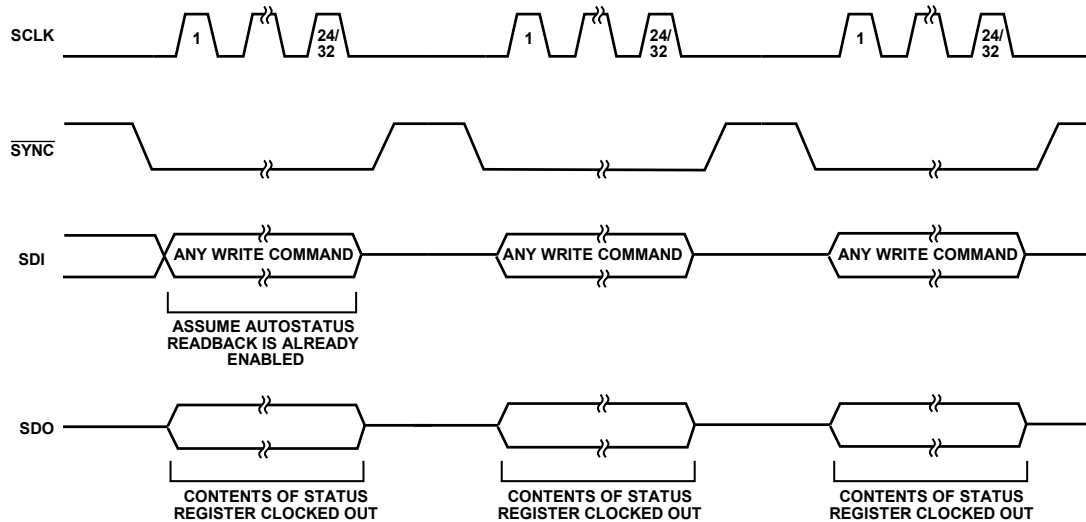 SCLK
1
24/
32
1
24/
32
1
24/
32
SYNC
SDI
ANY WRITE COMMAND
ANY WRITE COMMAND
ANY WRITE COMMAND
ASSUME AUTOSTATUS
READBACK IS ALREADY
ENABLED
SDO
CONTENTS OF STATUS
REGISTER CLOCKED OUT
CONTENTS OF STATUS
REGISTER CLOCKED OUT
CONTENTS OF STATUS
REGISTER CLOCKED OUT